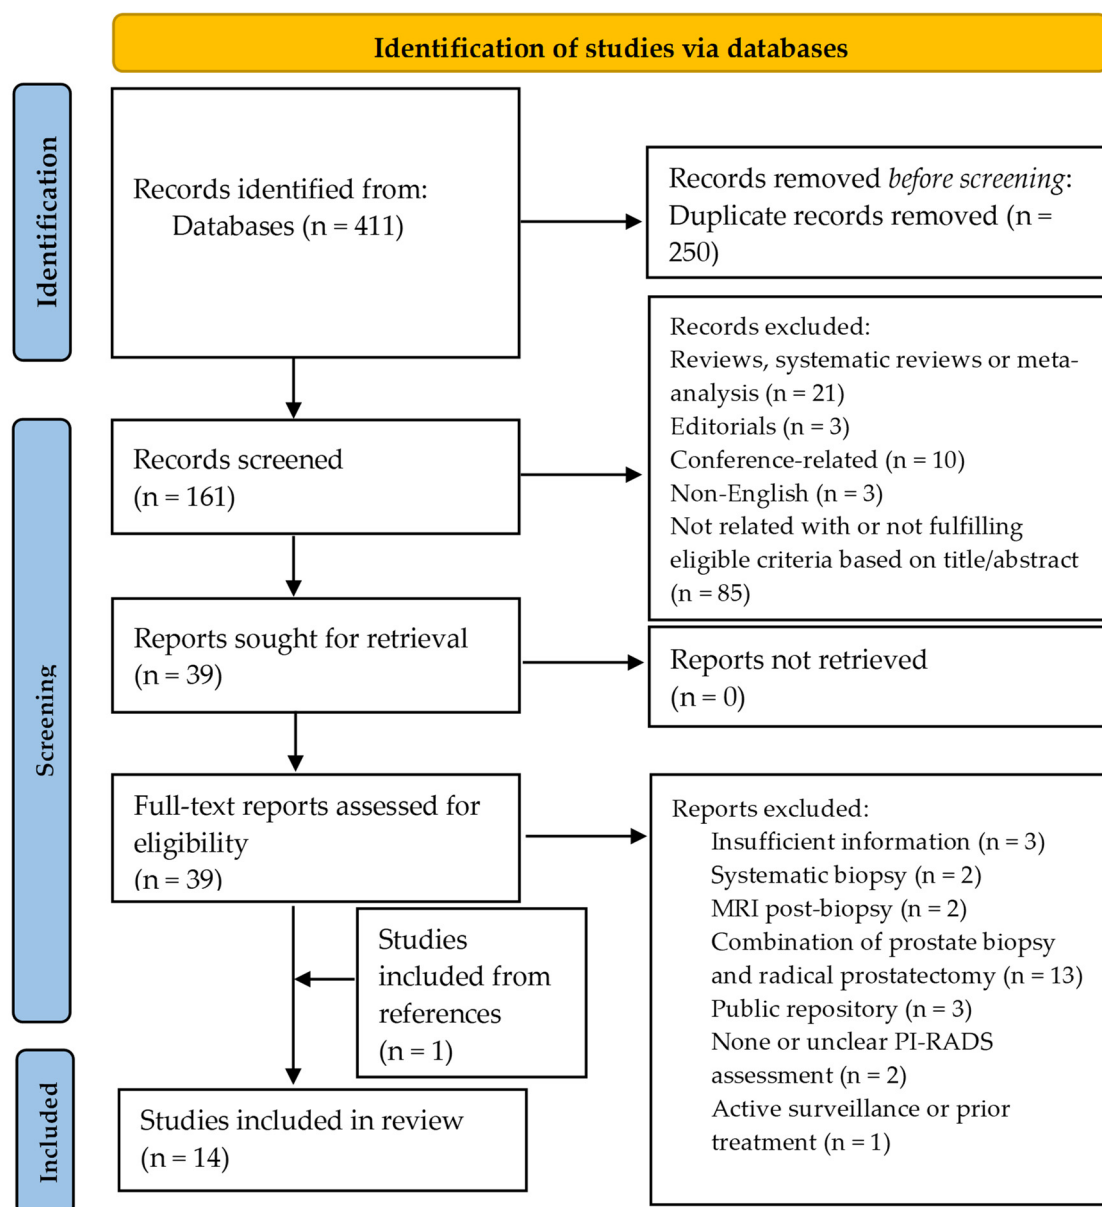 Identification of studies via databases
Identification
Records identified from:
Databases (n = 411)
Records removed before screening:
Duplicate records removed (n =
250)
Screening
Records screened
(n = 161)
Records excluded:
Reviews, systematic reviews or meta-
analysis (n = 21)
Editorials (n = 3)
Conference-related (n = 10)
Non-English (n = 3)
Not related with or not fulfilling
eligible criteria based on title/abstract
(n = 85)
Reports sought for retrieval
(n = 39)
Reports not retrieved
(n = 0)
Full-text reports assessed for
eligibility
(n = 39)
Reports excluded:
Insufficient information (n = 3)
Systematic biopsy (n = 2)
MRI post-biopsy (n = 2)
Combination of prostate biopsy
and radical prostatectomy (n = 13)
Public repository (n = 3)
None or unclear PI-RADS
assessment (n = 2)
Active surveillance or prior
treatment (n = 1)
Studies
included from
references
(n = 1)
Included
Studies included in review
(n = 14)